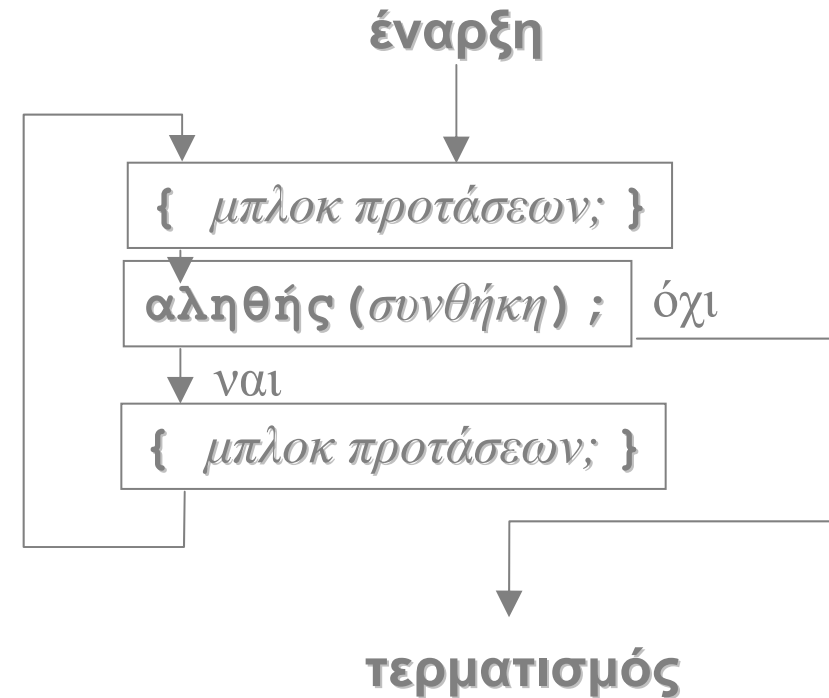 έναρξη
{ μπλοκ προτάσεων; }
αληθής (συνθήκη) ; όχι
ναι
{ μπλοκ προτάσεων; }
τερματισμός